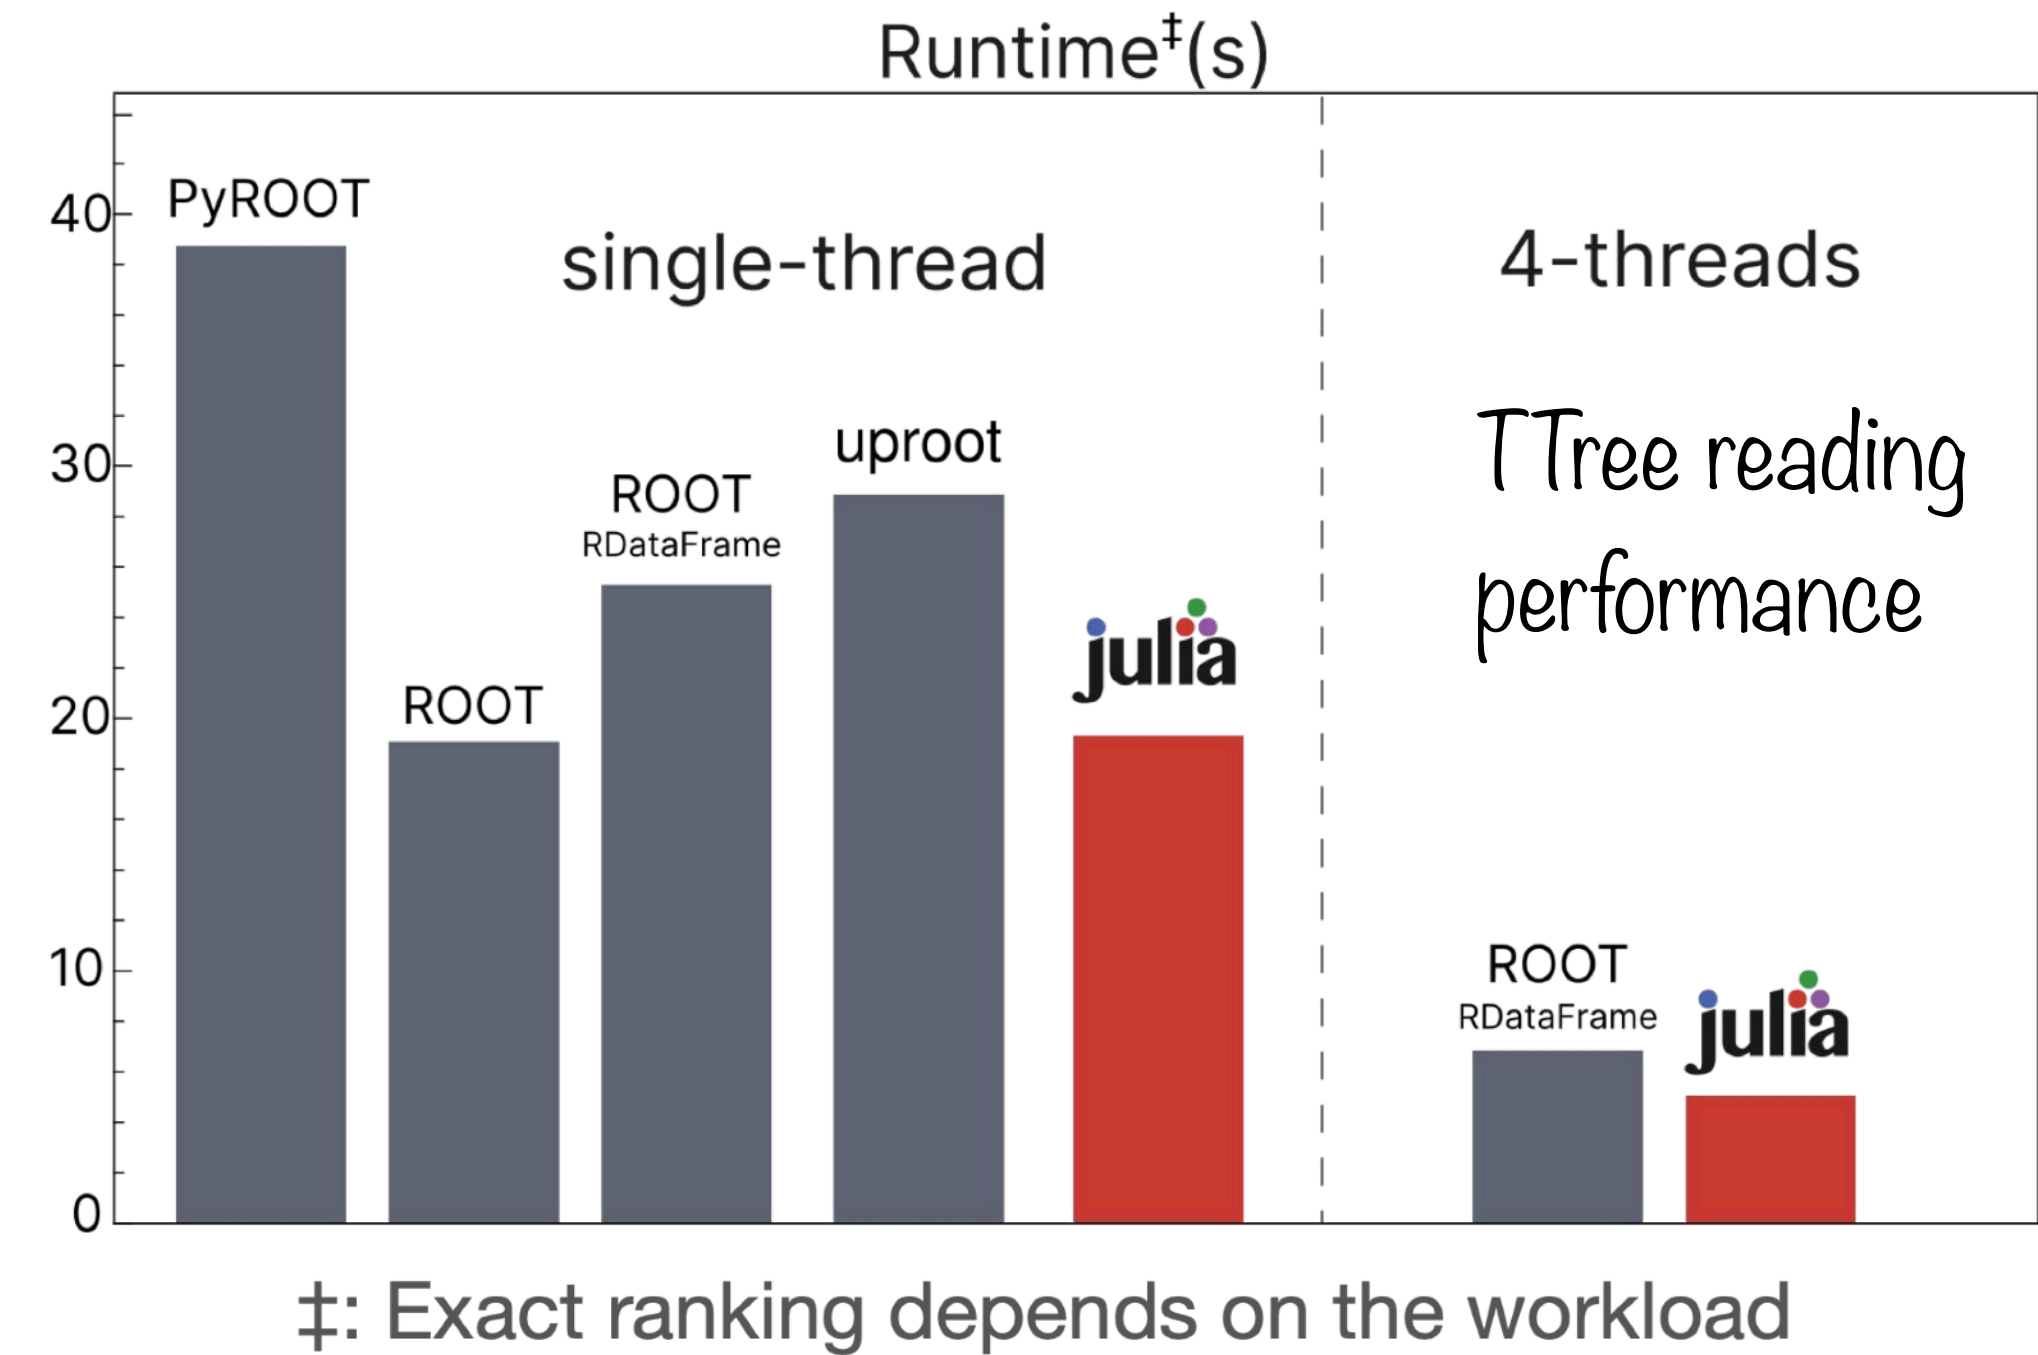 Runtime‡(s)
40
30
20
10
0
PyROOT
ROOT
ROOT
RDataFrame
uproot
julia
single-thread
4-threads
TTree reading
performance
ROOT
RDataFrame
julia
‡: Exact ranking depends on the workload